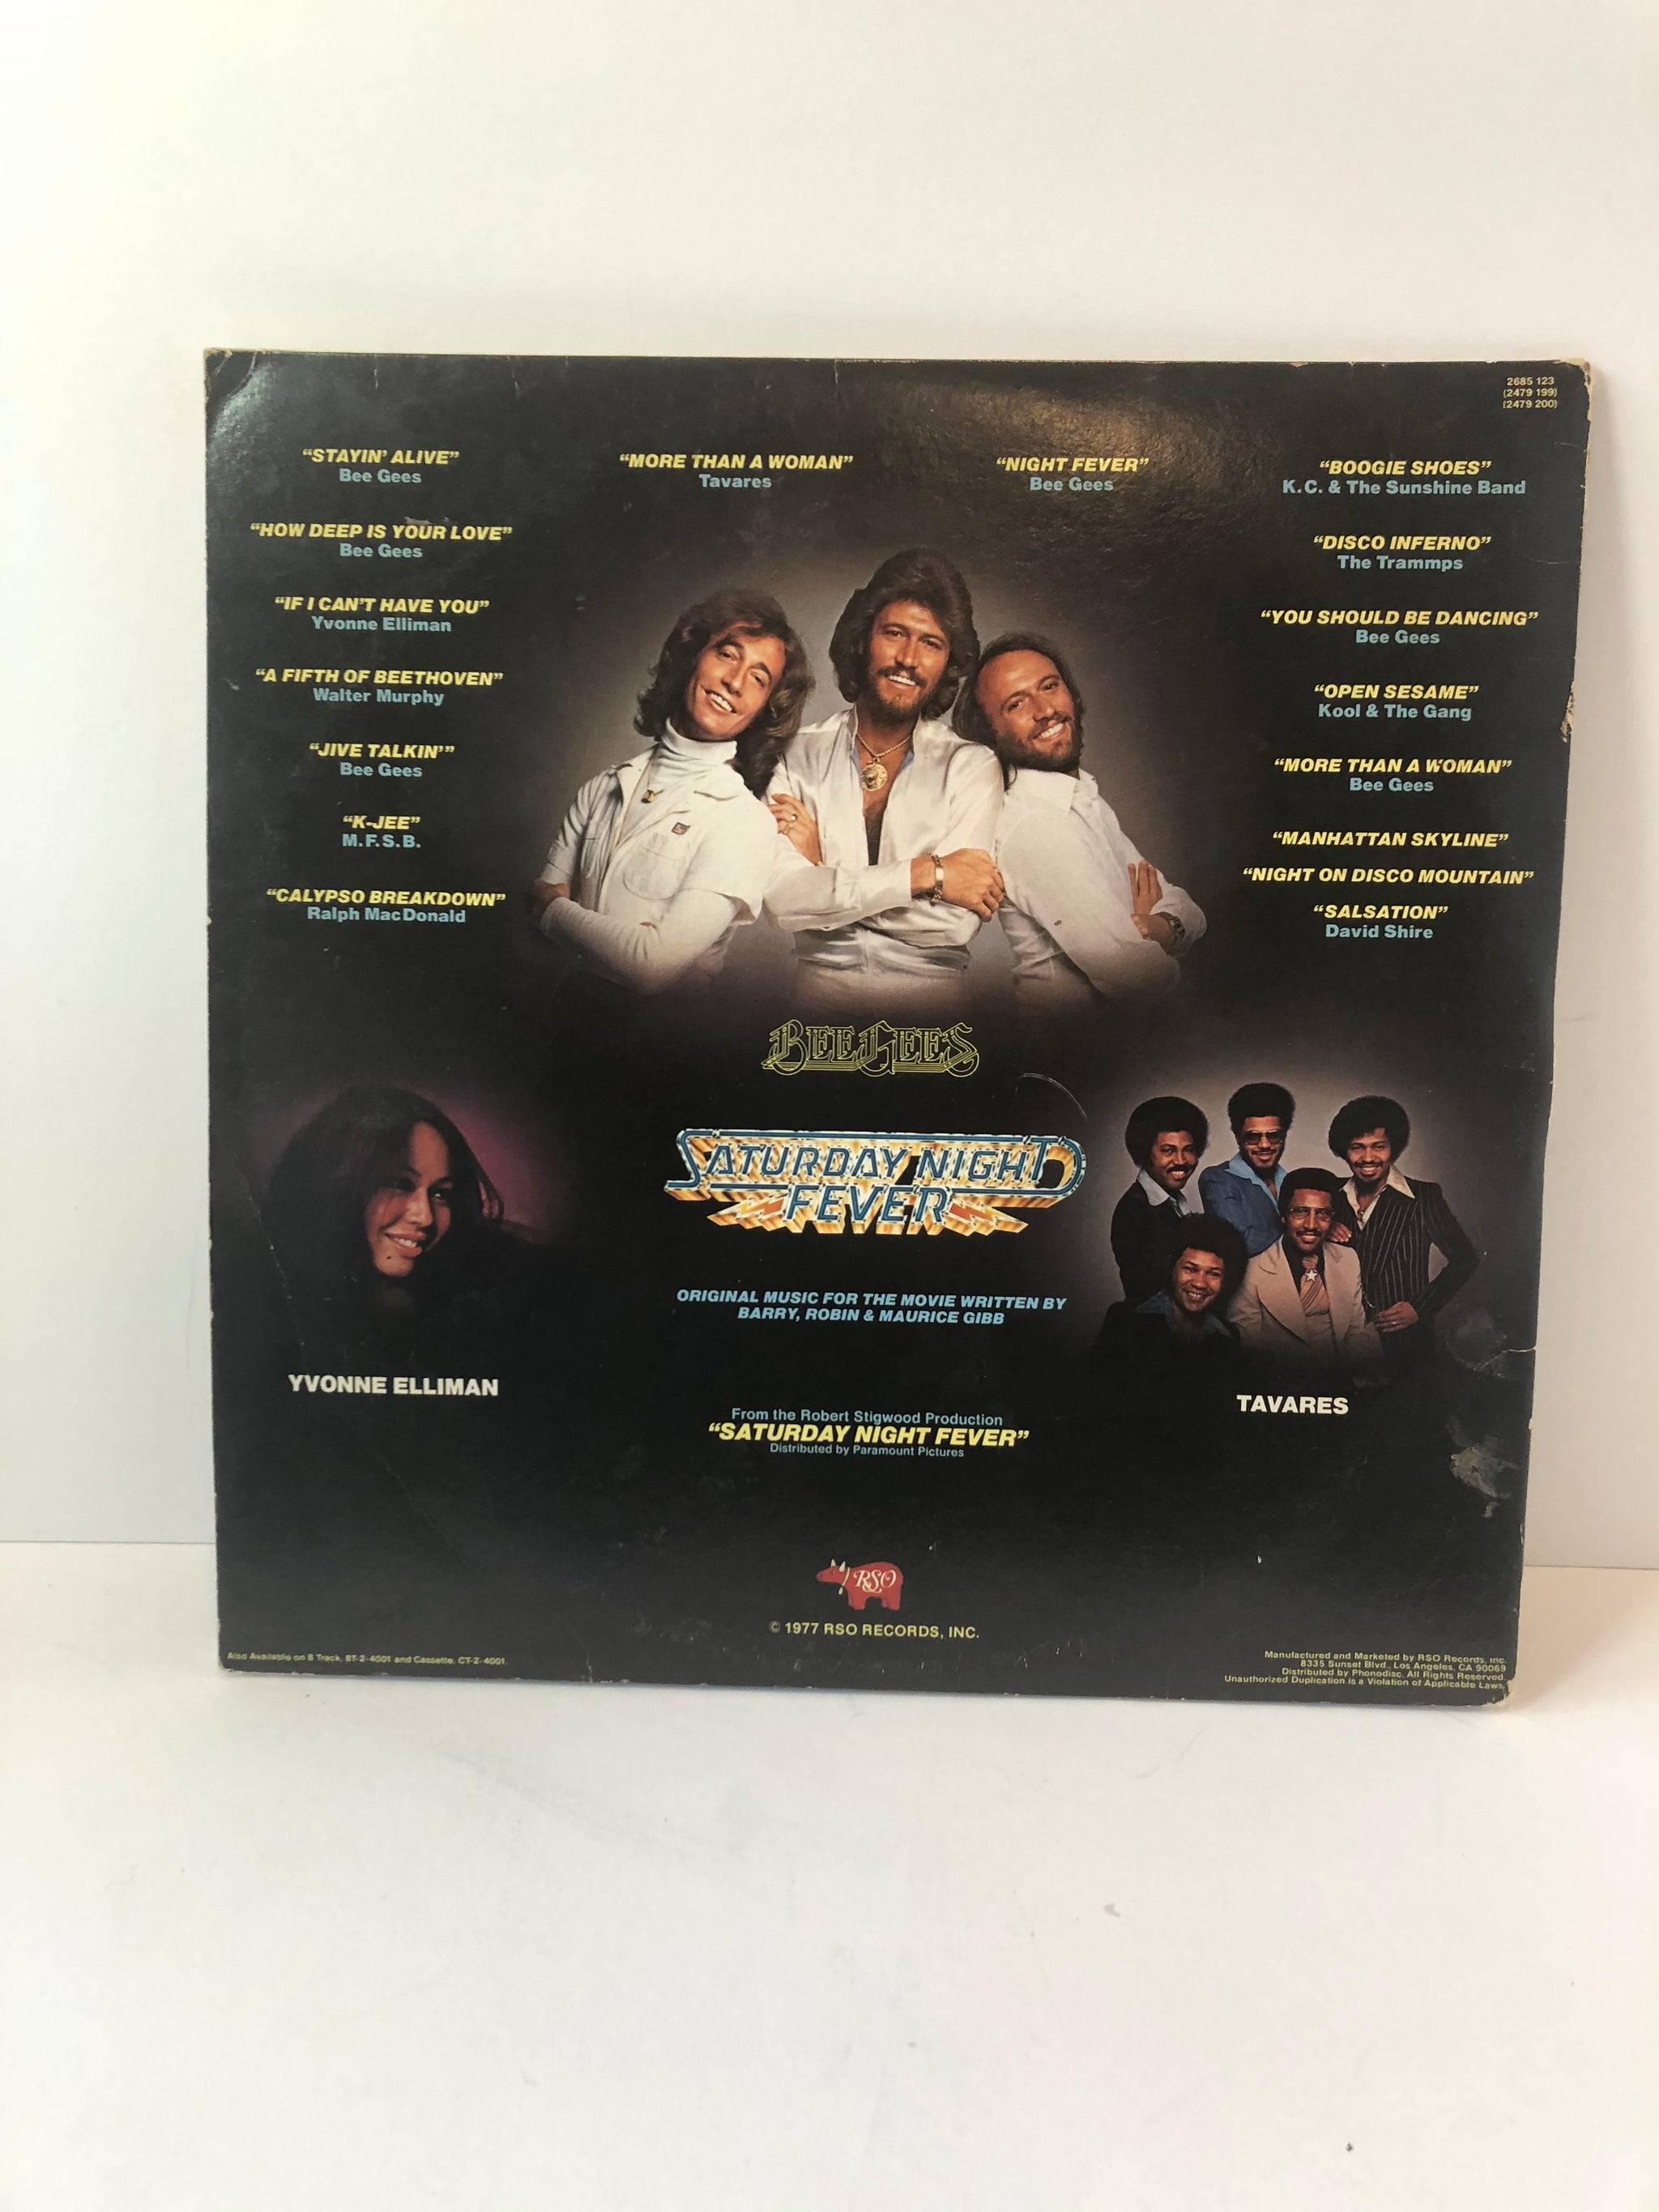 2685 123
(2479 199)
(2479 200)
“STAYIN’ ALIVE”
Bee Gees
“HOW DEEP IS YOUR LOVE”
Bee Gees
“IF I CAN’T HAVE YOU”
Yvonne Elliman
“A FIFTH OF BEETHOVEN”
Walter Murphy
“JIVE TALKIN’”
Bee Gees
“K-JEE”
M.F.S.B.
“CALYPSO BREAKDOWN”
Ralph MacDonald
“MORE THAN A WOMAN”
Tavares
“NIGHT FEVER”
Bee Gees
“BOOGIE SHOES”
K.C. & The Sunshine Band
“DISCO INFERNO”
The Trammps
“YOU SHOULD BE DANCING”
Bee Gees
“OPEN SESAME”
Kool & The Gang
“MORE THAN A WOMAN”
Bee Gees
“MANHATTAN SKYLINE”
“NIGHT ON DISCO MOUNTAIN”
“SALSATION”
David Shire
BEE GEES
SATURDAY NIGHT
FEVER
ORIGINAL MUSIC FOR THE MOVIE WRITTEN BY
BARRY, ROBIN & MAURICE GIBB
YVONNE ELLIMAN
TAVARES
From the Robert Stigwood Production
“SATURDAY NIGHT FEVER”
Distributed by Paramount Pictures
RSO
© 1977 RSO RECORDS, INC.
Also Available on 8 Track, 8T-2-4001 and Cassette, CT-2-4001.
Manufactured and Marketed by RSO Records, Inc.
8335 Sunset Blvd., Los Angeles, CA 90069
Distributed by Phonodisc. All Rights Reserved.
Unauthorized Duplication is a Violation of Applicable Laws.